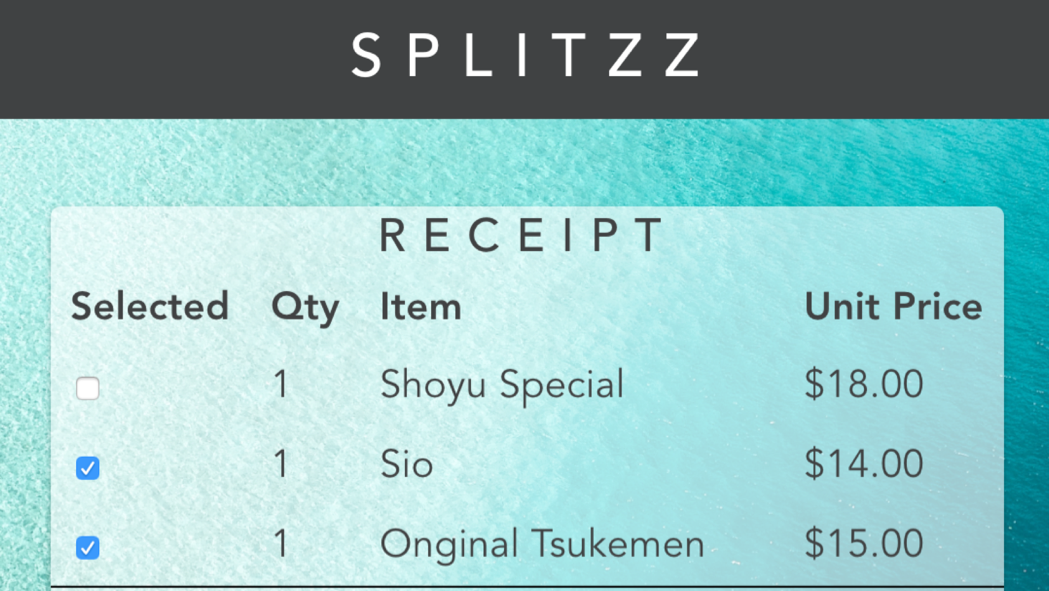 SPLITZZ
RECEIPT
Selected Qty Item Unit Price
1 Shoyu Special $18.00
1 Sio $14.00
1 Onginal Tsukemen $15.00